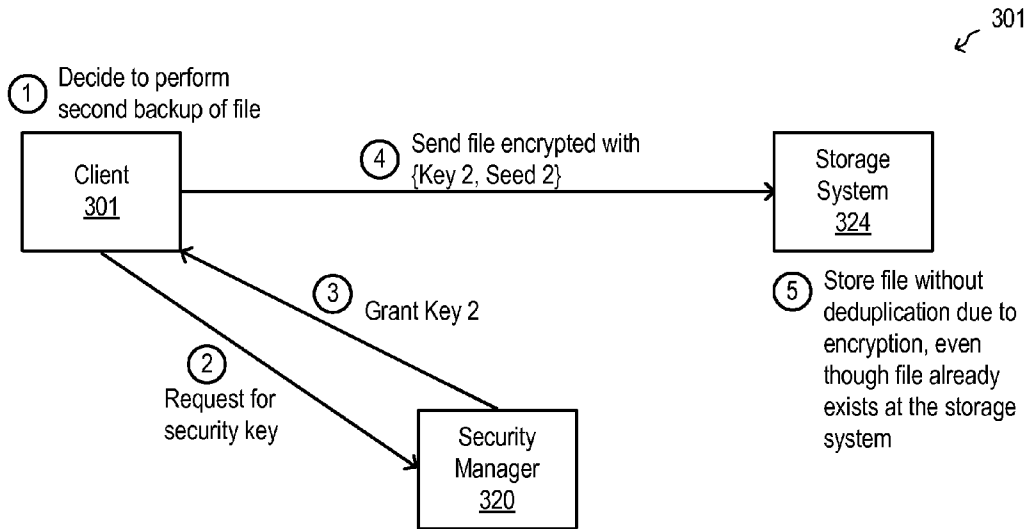 301
1
Decide to perform
second backup of file
Client
301
4
Send file encrypted with
{Key 2, Seed 2}
Storage
System
324
3
Grant Key 2
2
Request for
security key
Security
Manager
320
5
Store file without
deduplication due to
encryption, even
though file already
exists at the storage
system